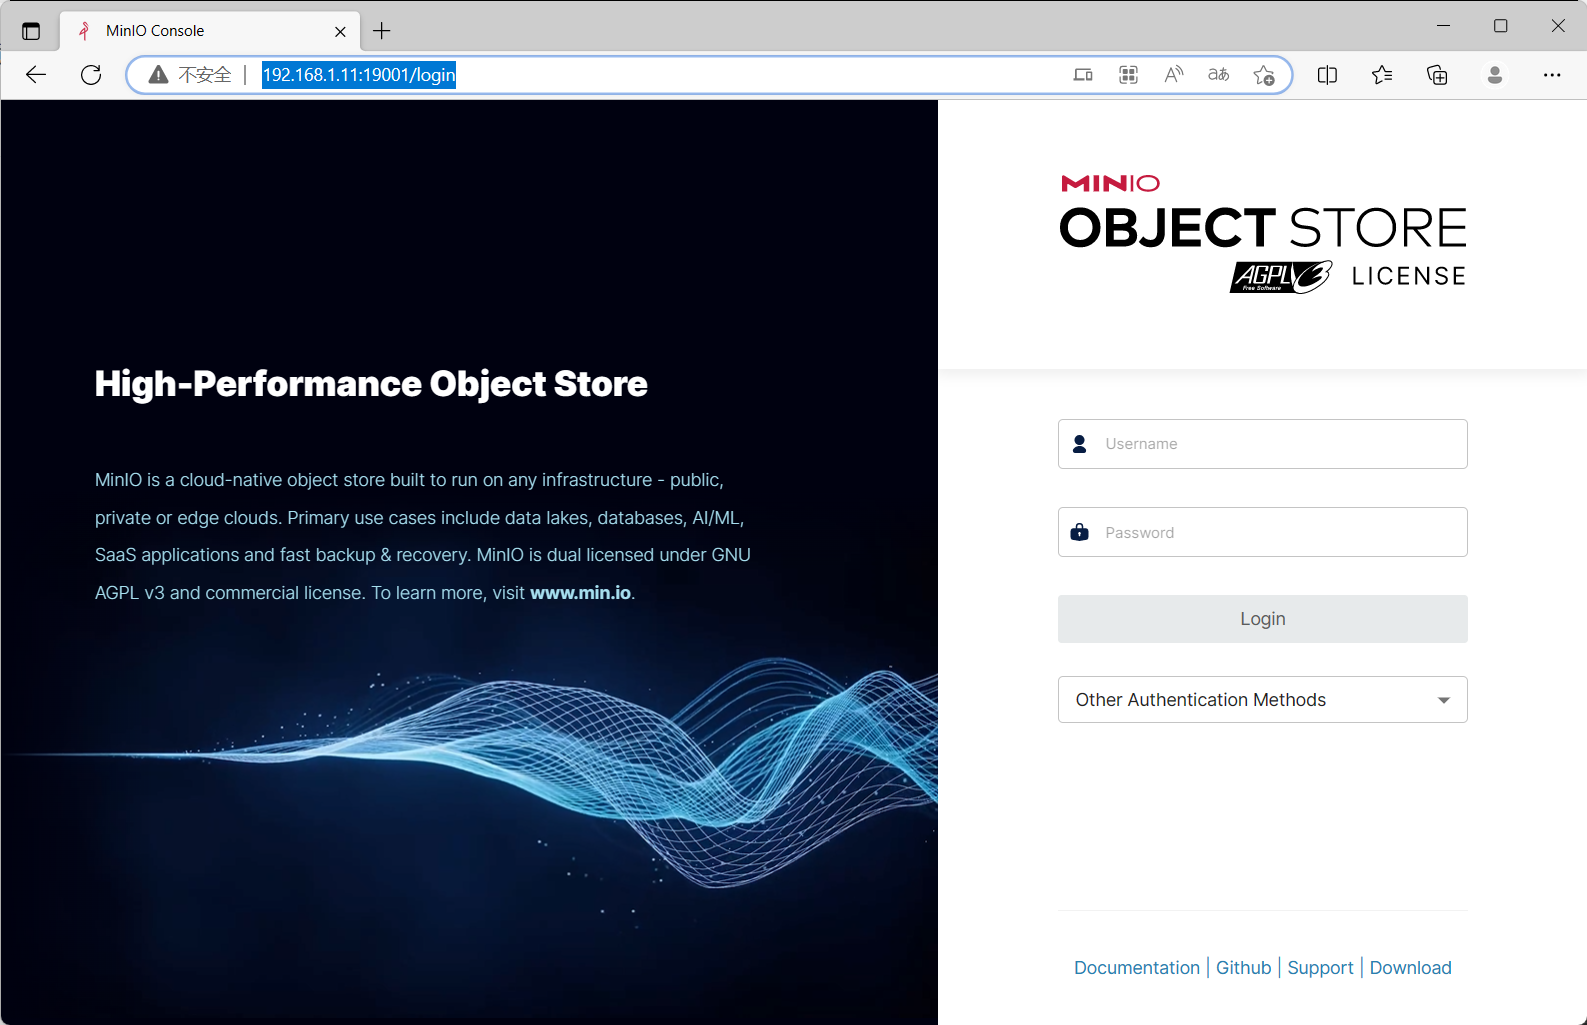 MinIO Console
不安全 192.168.1.11:19001/login
High-Performance Object Store
MinIO is a cloud-native object store built to run on any infrastructure - public,
private or edge clouds. Primary use cases include data lakes, databases, AI/ML,
SaaS applications and fast backup & recovery. MinIO is dual licensed under GNU
AGPL v3 and commercial license. To learn more, visit www.min.io.
MINIO
OBJECT STORE
AGPLv3 LICENSE
Free Software
Username
Password
Login
Other Authentication Methods
Documentation | Github | Support | Download